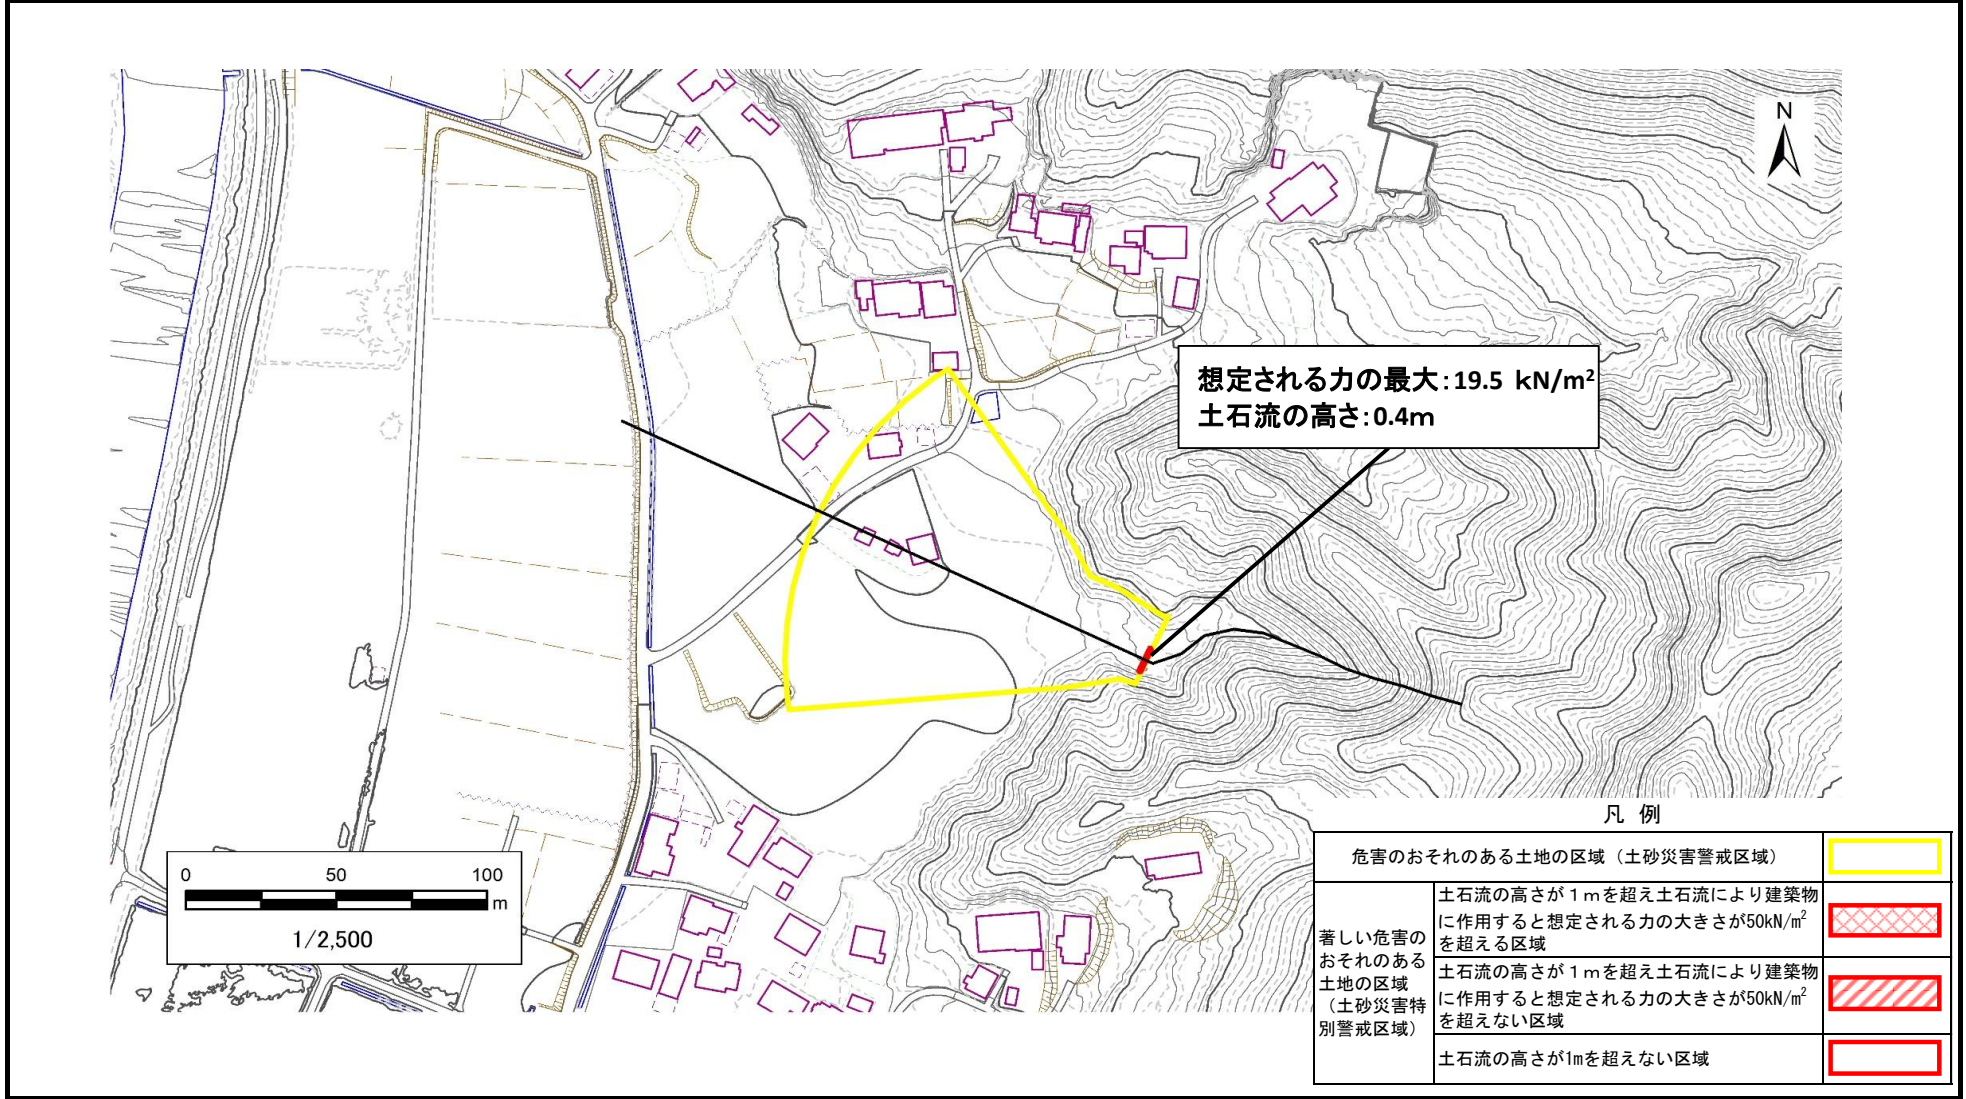 N
想定される力の最大:19.5 kN/m²
土石流の高さ:0.4m
0 50 100
m
1/2,500
凡 例
危害のおそれのある土地の区域（土砂災害警戒区域）
著しい危害の
おそれのある
土地の区域
（土砂災害特
別警戒区域）
土石流の高さが１ｍを超え土石流により建築物
に作用すると想定される力の大きさが50kN/㎡
を超える区域
土石流の高さが１ｍを超え土石流により建築物
に作用すると想定される力の大きさが50kN/㎡
を超えない区域
土石流の高さが1mを超えない区域